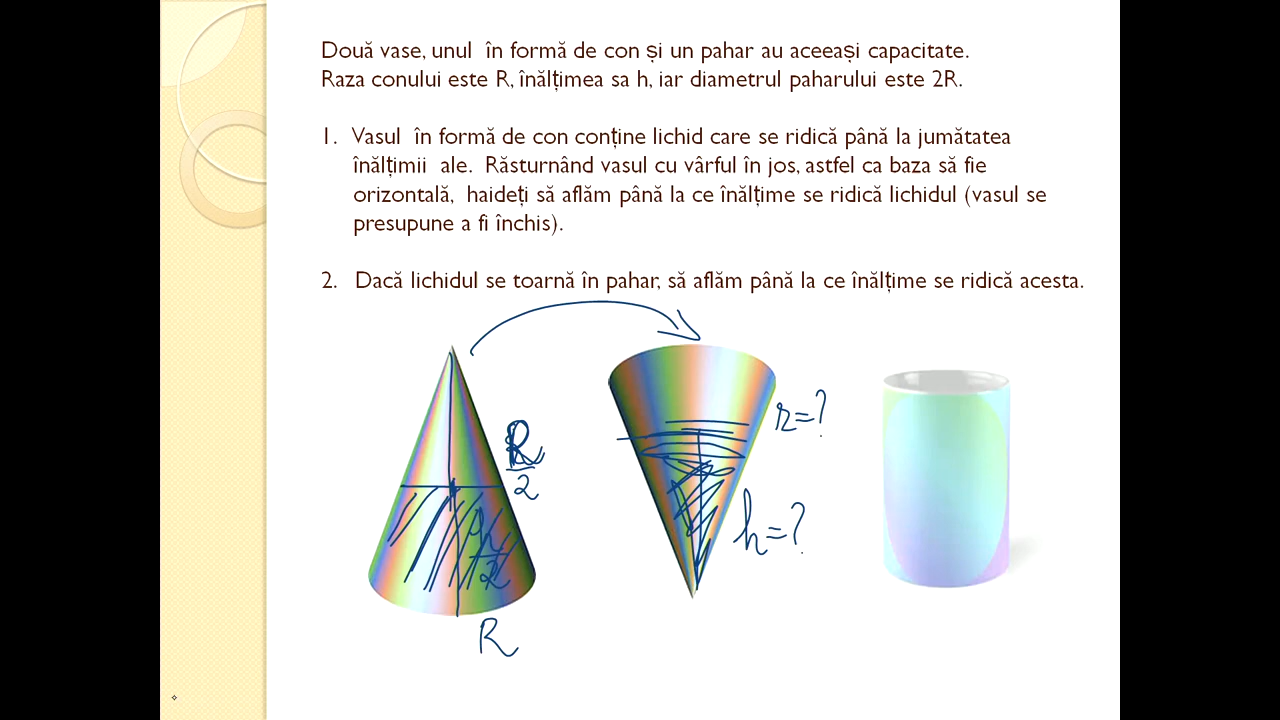 Două vase, unul în formă de con și un pahar au aceeași capacitate.
Raza conului este R, înălțimea sa h, iar diametrul paharului este 2R.
1. Vasul în formă de con conține lichid care se ridică până la jumătatea
înălțimii ale. Răsturnând vasul cu vârful în jos, astfel ca baza să fie
orizontală, haideți să aflăm până la ce înălțime se ridică lichidul (vasul se
presupune a fi închis).
2. Dacă lichidul se toarnă în pahar, să aflăm până la ce înălțime se ridică acesta.
R
2
r=?
h
2
h=?
R